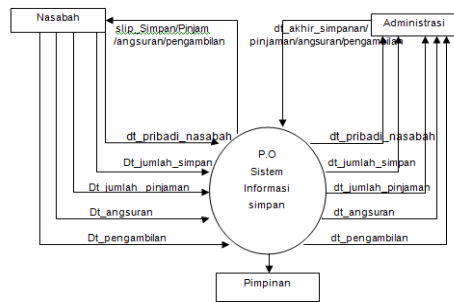 Nasabah
slip_Simpan/Pinjam
/angsuran/pengambilan
dt_akhir_simpanan/
pinjaman/angsuran/pengambilan
Administrasi
dt_pribadi_nasabah
Dt_jumlah_simpan
Dt_jumlah_pinjaman
Dt_angsuran
Dt_pengambilan
P.O
Sistem
Informasi
simpan
dt_pribadi_nasabah
dt_jumlah_simpan
dt_jumlah_pinjaman
dt_angsuran
dt_pengambilan
Pimpinan